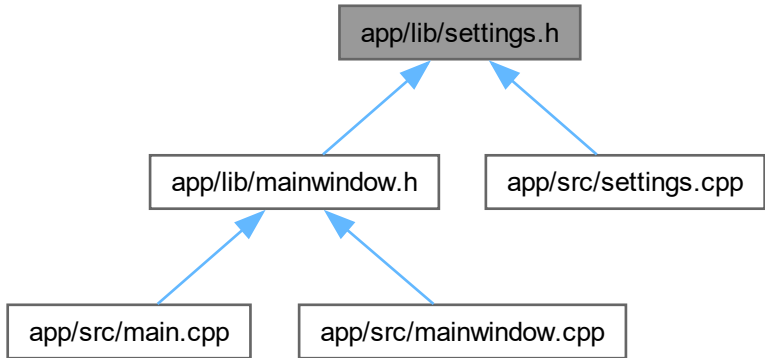 app/lib/settings.h
app/lib/mainwindow.h
app/src/settings.cpp
app/src/main.cpp
app/src/mainwindow.cpp